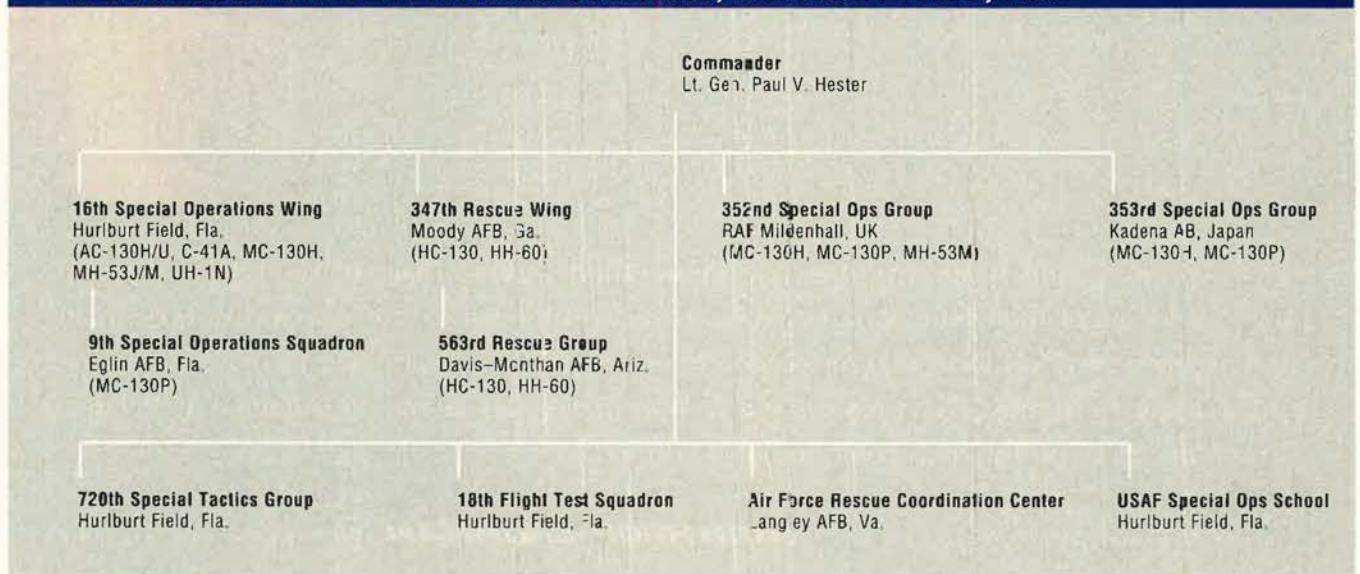 Commander
Lt. Gen. Paul V. Hester
16th Special Operations Wing
Hurlburt Field, Fla.
(AC-130H/U, C-41A, MC-130H,
MH-53J/M, UH-1N)
347th Rescue Wing
Moody AFB, Ga.
(HC-130, HH-60)
352nd Special Ops Group
RAF Mildenhall, UK
(MC-130H, MC-130P, MH-53M)
353rd Special Ops Group
Kadena AB, Japan
(MC-130H, MC-130P)
9th Special Operations Squadron
Eglin AFB, Fla.
(MC-130P)
563rd Rescue Group
Davis–Monthan AFB, Ariz.
(HC-130, HH-60)
720th Special Tactics Group
Hurlburt Field, Fla.
18th Flight Test Squadron
Hurlburt Field, Fla.
Air Force Rescue Coordination Center
Langley AFB, Va.
USAF Special Ops School
Hurlburt Field, Fla.